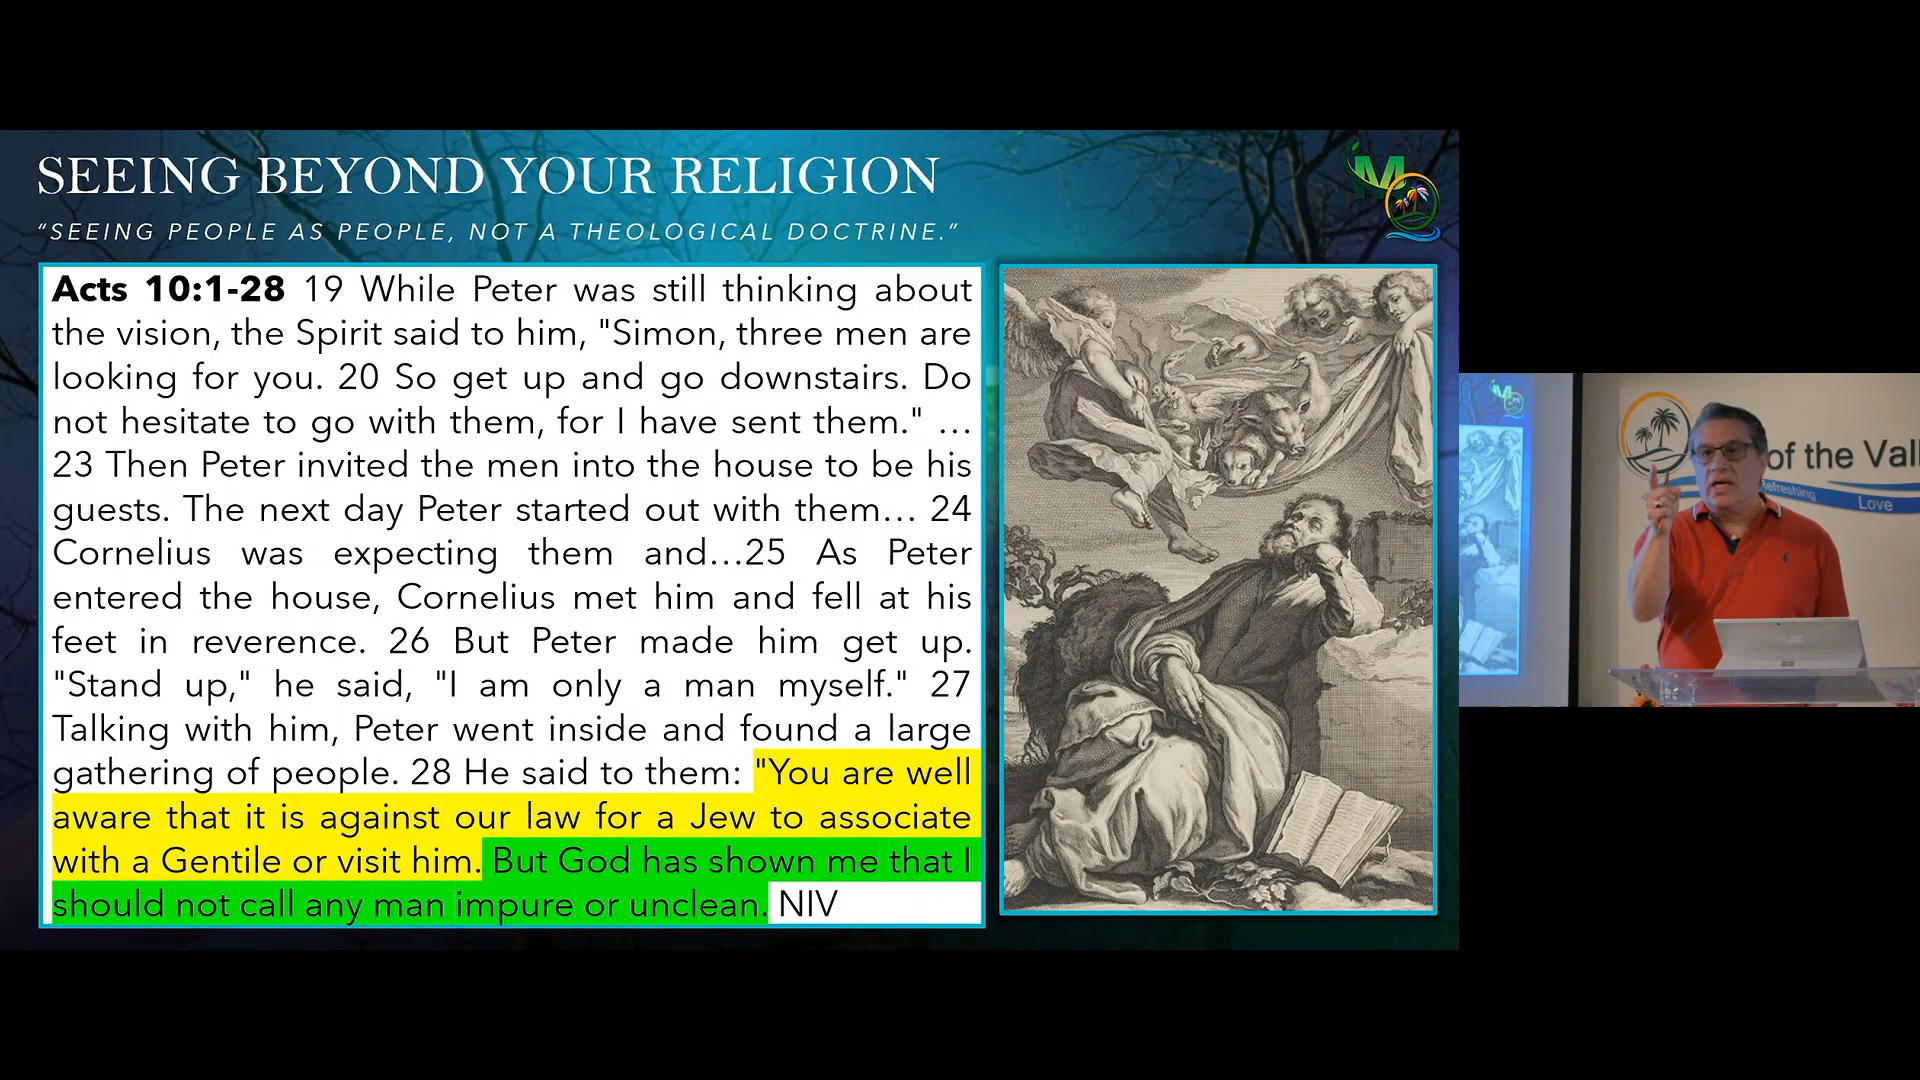 SEEING BEYOND YOUR RELIGION
“SEEING PEOPLE AS PEOPLE, NOT A THEOLOGICAL DOCTRINE.”
M
Acts 10:1-28 19 While Peter was still thinking about
the vision, the Spirit said to him, "Simon, three men are
looking for you. 20 So get up and go downstairs. Do
not hesitate to go with them, for I have sent them." …
23 Then Peter invited the men into the house to be his
guests. The next day Peter started out with them… 24
Cornelius was expecting them and…25 As Peter
entered the house, Cornelius met him and fell at his
feet in reverence. 26 But Peter made him get up.
"Stand up," he said, "I am only a man myself." 27
Talking with him, Peter went inside and found a large
gathering of people. 28 He said to them: "You are well
aware that it is against our law for a Jew to associate
with a Gentile or visit him. But God has shown me that I
should not call any man impure or unclean. NIV
M
of the Vall
Refreshing
Love